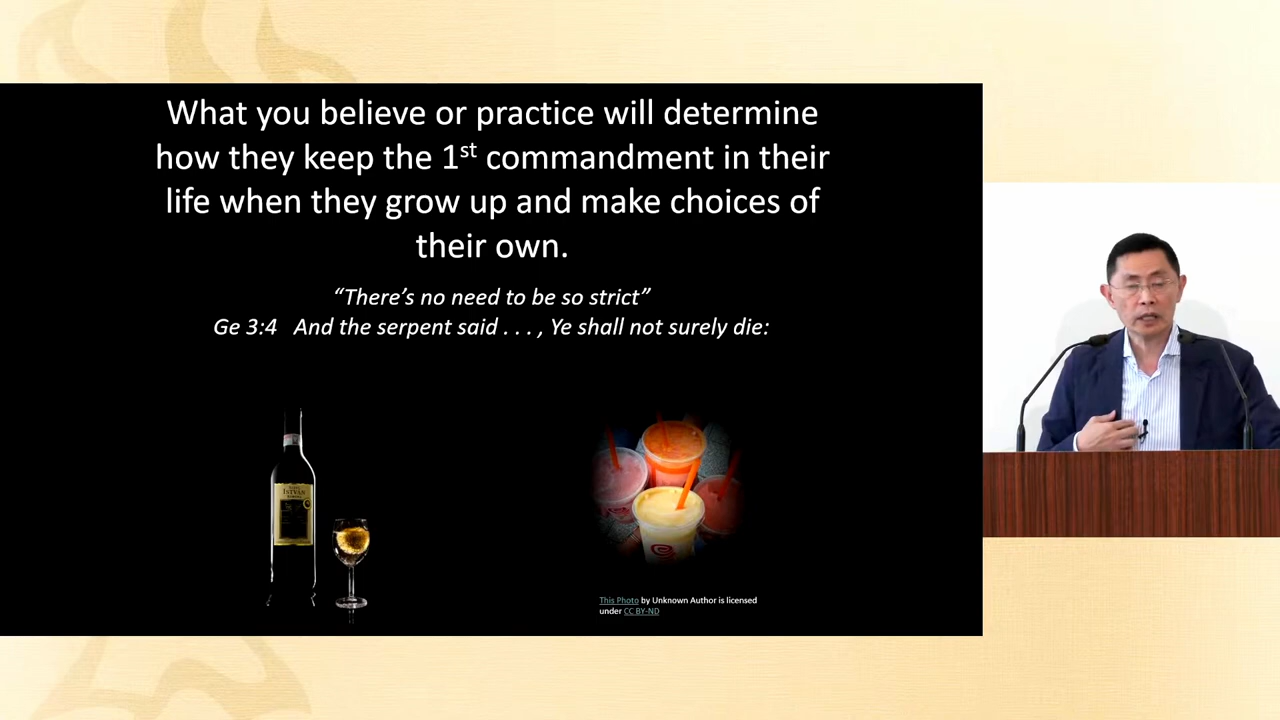 What you believe or practice will determine
how they keep the 1st commandment in their
life when they grow up and make choices of
their own.
“There’s no need to be so strict”
Ge 3:4 And the serpent said . . . , Ye shall not surely die:
ISTVÁN
This Photo by Unknown Author is licensed
under CC BY-ND